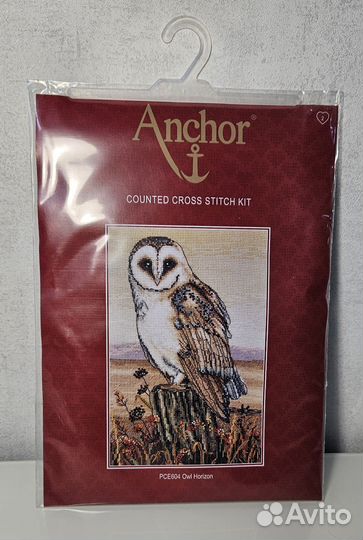 Anchor®
COUNTED CROSS STITCH KIT
PCE604 Owl Horizon
Avito